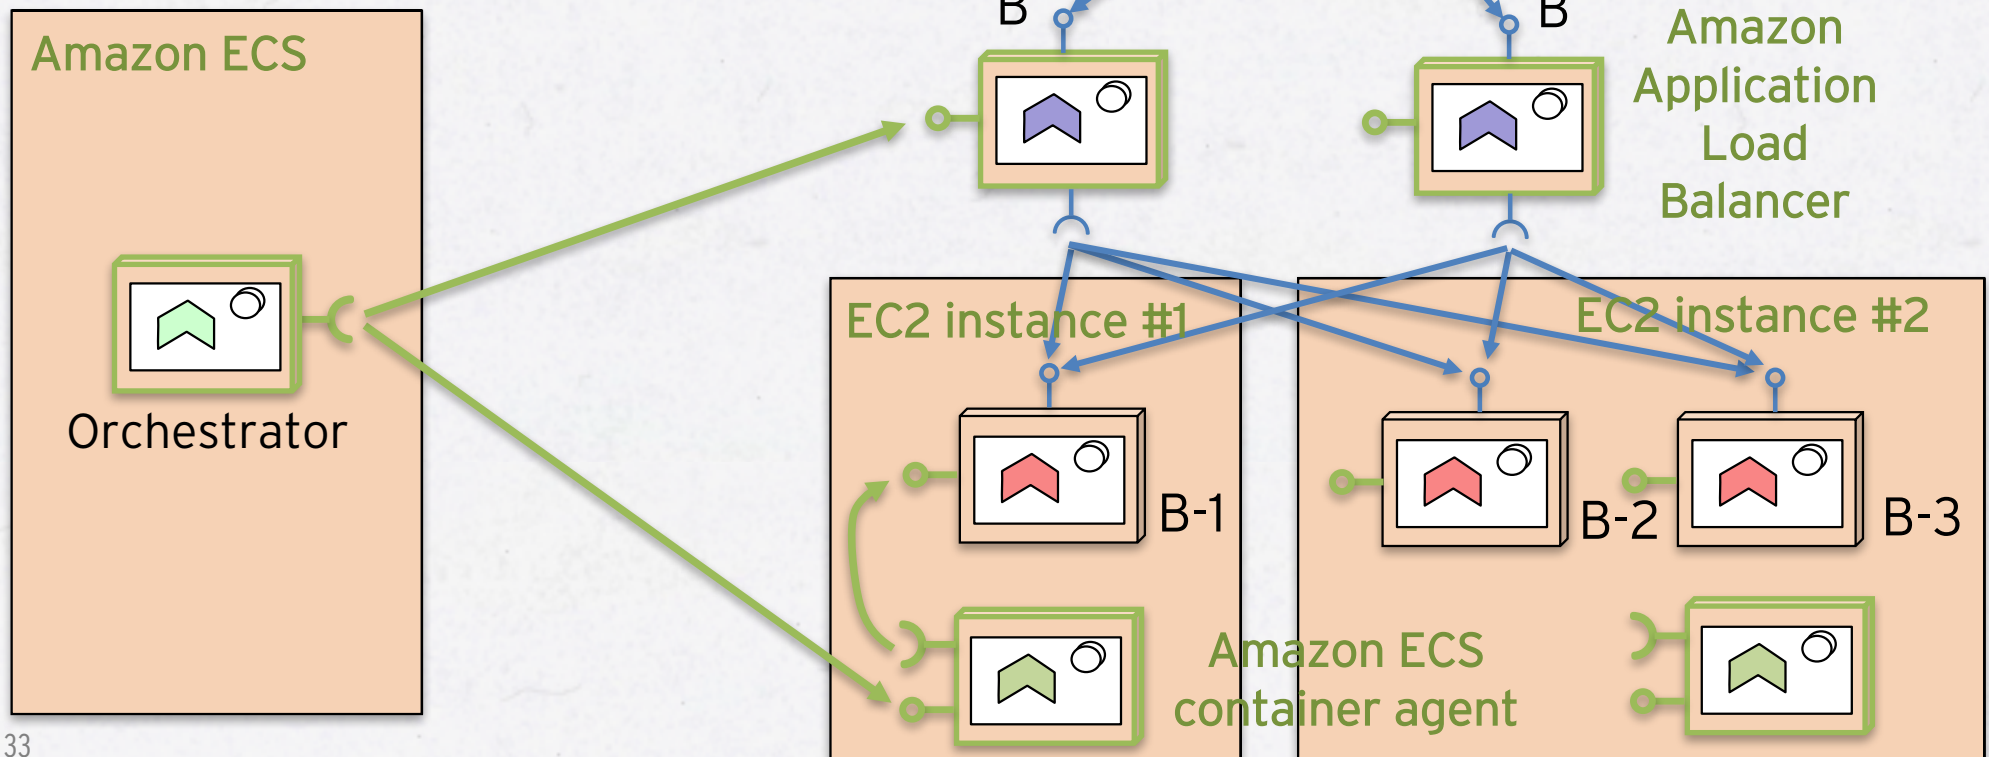 Amazon ECS
B
B
Amazon
Application
Load
Balancer
EC2 instance #1
EC2 instance #2
Orchestrator
B-1
B-2
B-3
Amazon ECS
container agent
33